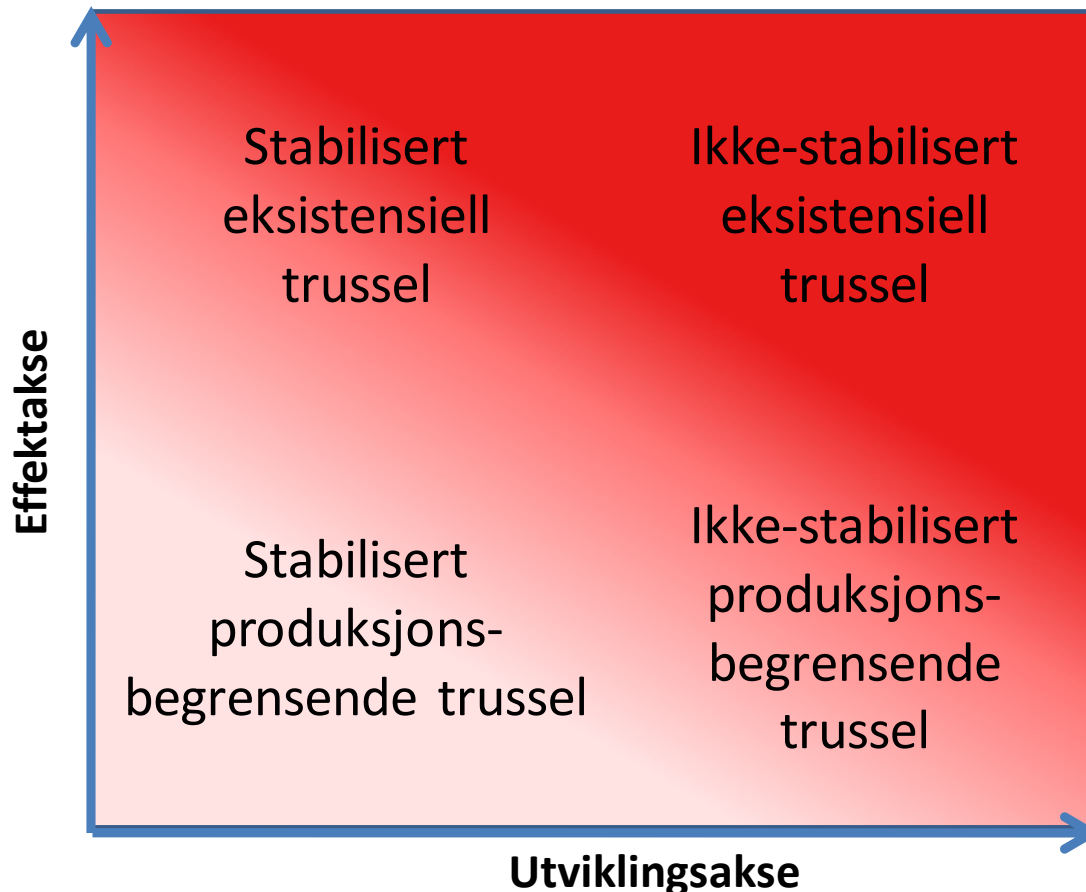 Stabilisert
eksistensiell
trussel
Ikke-stabilisert
eksistensiell
trussel
Effektakse
Stabilisert
produksjons-
begrensende trussel
Ikke-stabilisert
produksjons-
begrensende
trussel
Utviklingsakse